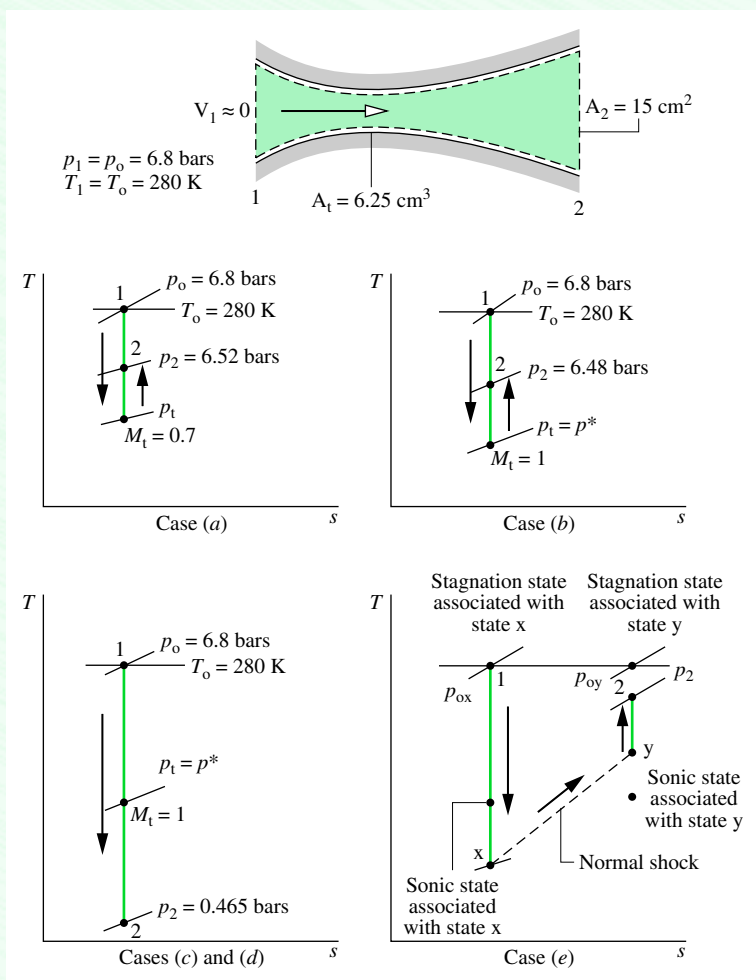 V₁ ≈ 0
A₂ = 15 cm²
p₁ = pₒ = 6.8 bars
T₁ = Tₒ = 280 K
1
Aₜ = 6.25 cm³
2
T
1
pₒ = 6.8 bars
Tₒ = 280 K
2
p₂ = 6.52 bars
pₜ
Mₜ = 0.7
Case (a)
s
T
1
pₒ = 6.8 bars
Tₒ = 280 K
2
p₂ = 6.48 bars
pₜ = p*
Mₜ = 1
Case (b)
s
T
1
pₒ = 6.8 bars
Tₒ = 280 K
pₜ = p*
Mₜ = 1
p₂ = 0.465 bars
2
Cases (c) and (d)
s
T
Stagnation state
associated with
state x
Stagnation state
associated with
state y
pₒₓ
1
pₒy
2
p₂
y
Sonic state
associated
with state y
x
Normal shock
Sonic state
associated
with state x
Case (e)
s